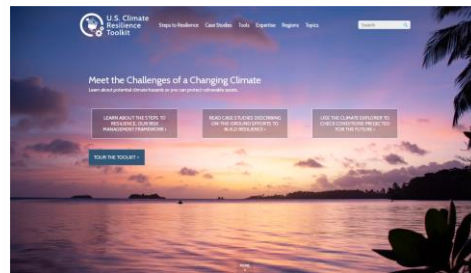 U.S. Climate
Resilience
Toolkit
Steps to Resilience Case Studies Tools Expertise Regions Topics
Search
Meet the Challenges of a Changing Climate
Learn about potential climate hazards so you can protect vulnerable assets.
LEARN ABOUT THE STEPS TO
RESILIENCE, OUR RISK
MANAGEMENT FRAMEWORK ›
READ CASE STUDIES DESCRIBING
ON-THE-GROUND EFFORTS TO
BUILD RESILIENCE ›
USE THE CLIMATE EXPLORER TO
CHECK CONDITIONS PREDICTED
FOR THE FUTURE ›
TOUR THE TOOLKIT ›